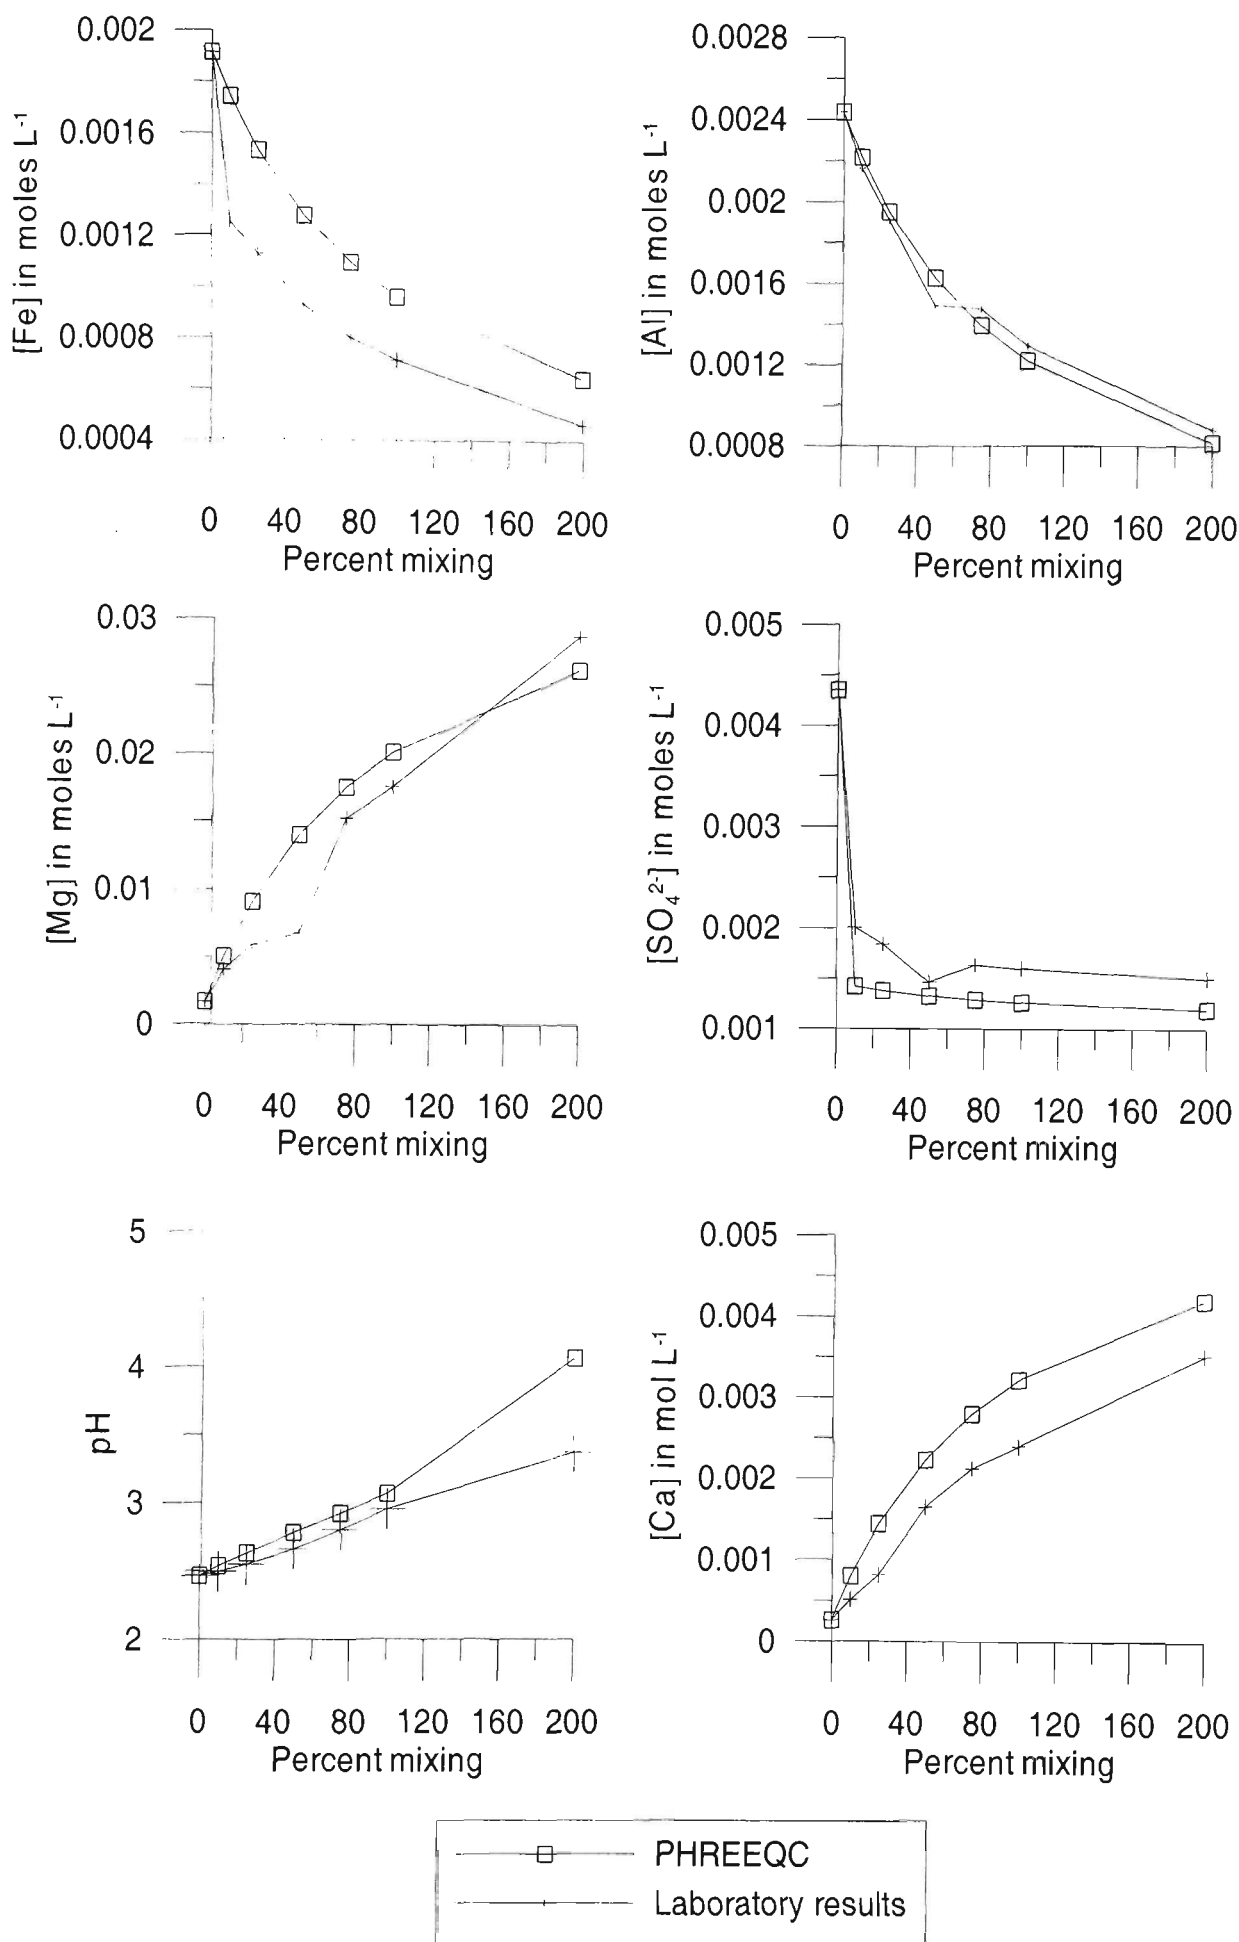 0.002
0.0016
0.0012
0.0008
0.0004
[Fe] in moles L-1
0 40 80 120 160 200
Percent mixing
0.0028
0.0024
0.002
0.0016
0.0012
0.0008
[Al] in moles L-1
0 40 80 120 160 200
Percent mixing
0.03
0.02
0.01
0
[Mg] in moles L-1
0 40 80 120 160 200
Percent mixing
0.005
0.004
0.003
0.002
0.001
[SO4 2-] in moles L-1
0 40 80 120 160 200
Percent mixing
5
4
3
2
pH
0 40 80 120 160 200
Percent mixing
0.005
0.004
0.003
0.002
0.001
0
[Ca] in mol L-1
0 40 80 120 160 200
Percent mixing
PHREEQC
Laboratory results